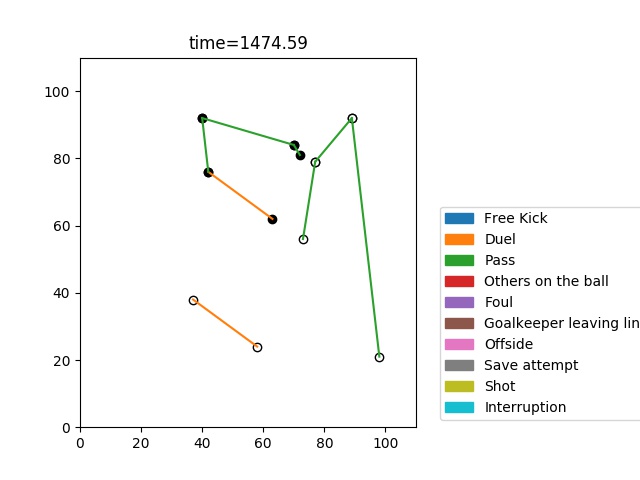 time=1474.59
100
80
60
40
20
0
0 20 40 60 80 100
Free Kick
Duel
Pass
Others on the ball
Foul
Goalkeeper leaving lin
Offside
Save attempt
Shot
Interruption